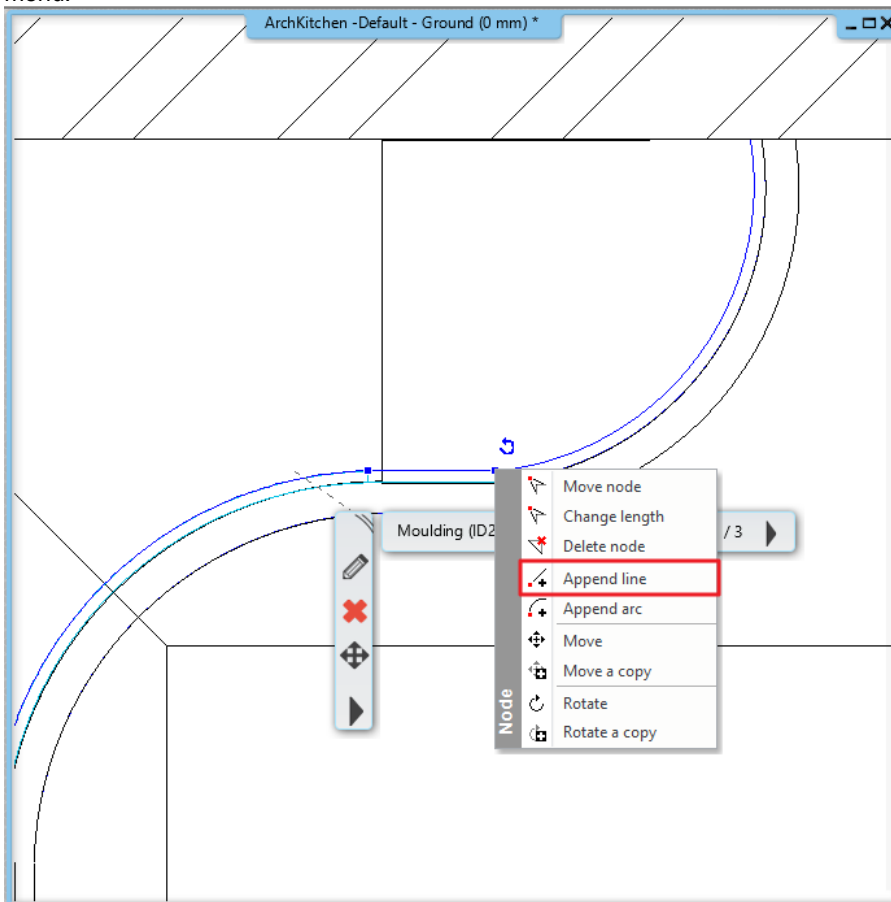 ArchKitchen -Default - Ground (0 mm) *
Move node
Change length
Moulding (ID2
/ 3
Delete node
Append line
Append arc
Move
Move a copy
Rotate
Rotate a copy
Node